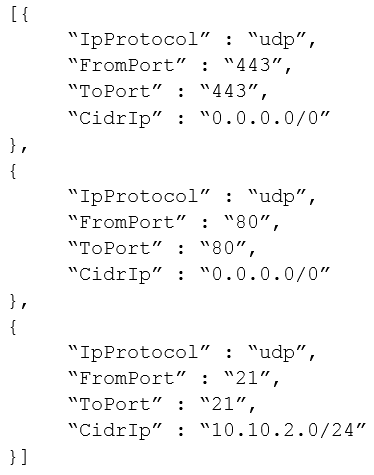 [{
“IpProtocol” : “udp”,
“FromPort” : “443”,
“ToPort” : “443”,
“CidrIp” : “0.0.0.0/0”
},
{
“IpProtocol” : “udp”,
“FromPort” : “80”,
“ToPort” : “80”,
“CidrIp” : “0.0.0.0/0”
},
{
“IpProtocol” : “udp”,
“FromPort” : “21”,
“ToPort” : “21”,
“CidrIp” : “10.10.2.0/24”
}]